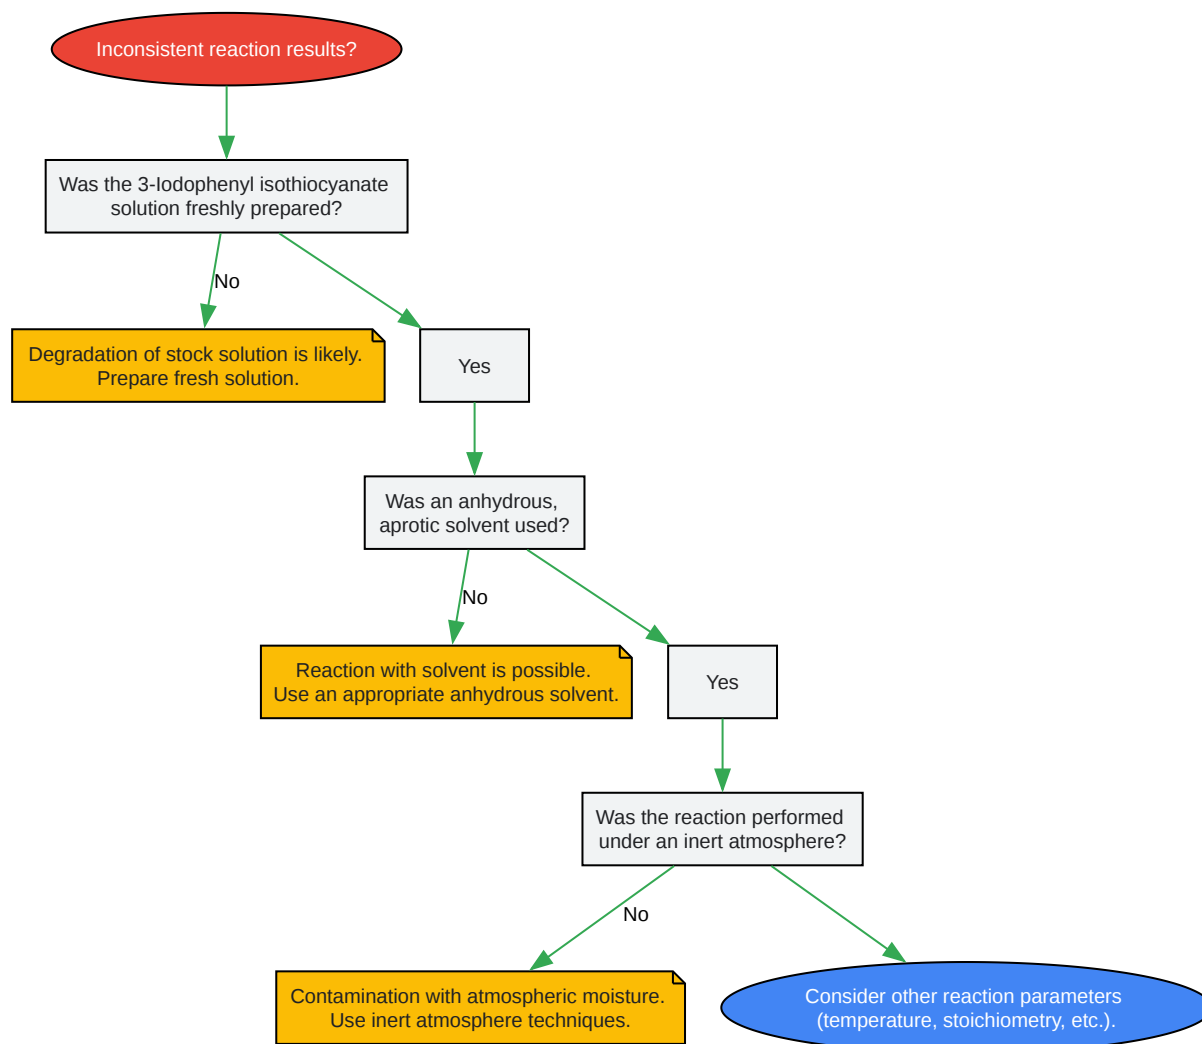 Inconsistent reaction results?
Was the 3-Iodophenyl isothiocyanate
solution freshly prepared?
No
Degradation of stock solution is likely.
Prepare fresh solution.
Yes
Was an anhydrous,
aprotic solvent used?
No
Reaction with solvent is possible.
Use an appropriate anhydrous solvent.
Yes
Was the reaction performed
under an inert atmosphere?
No
Contamination with atmospheric moisture.
Use inert atmosphere techniques.
Consider other reaction parameters
(temperature, stoichiometry, etc.).